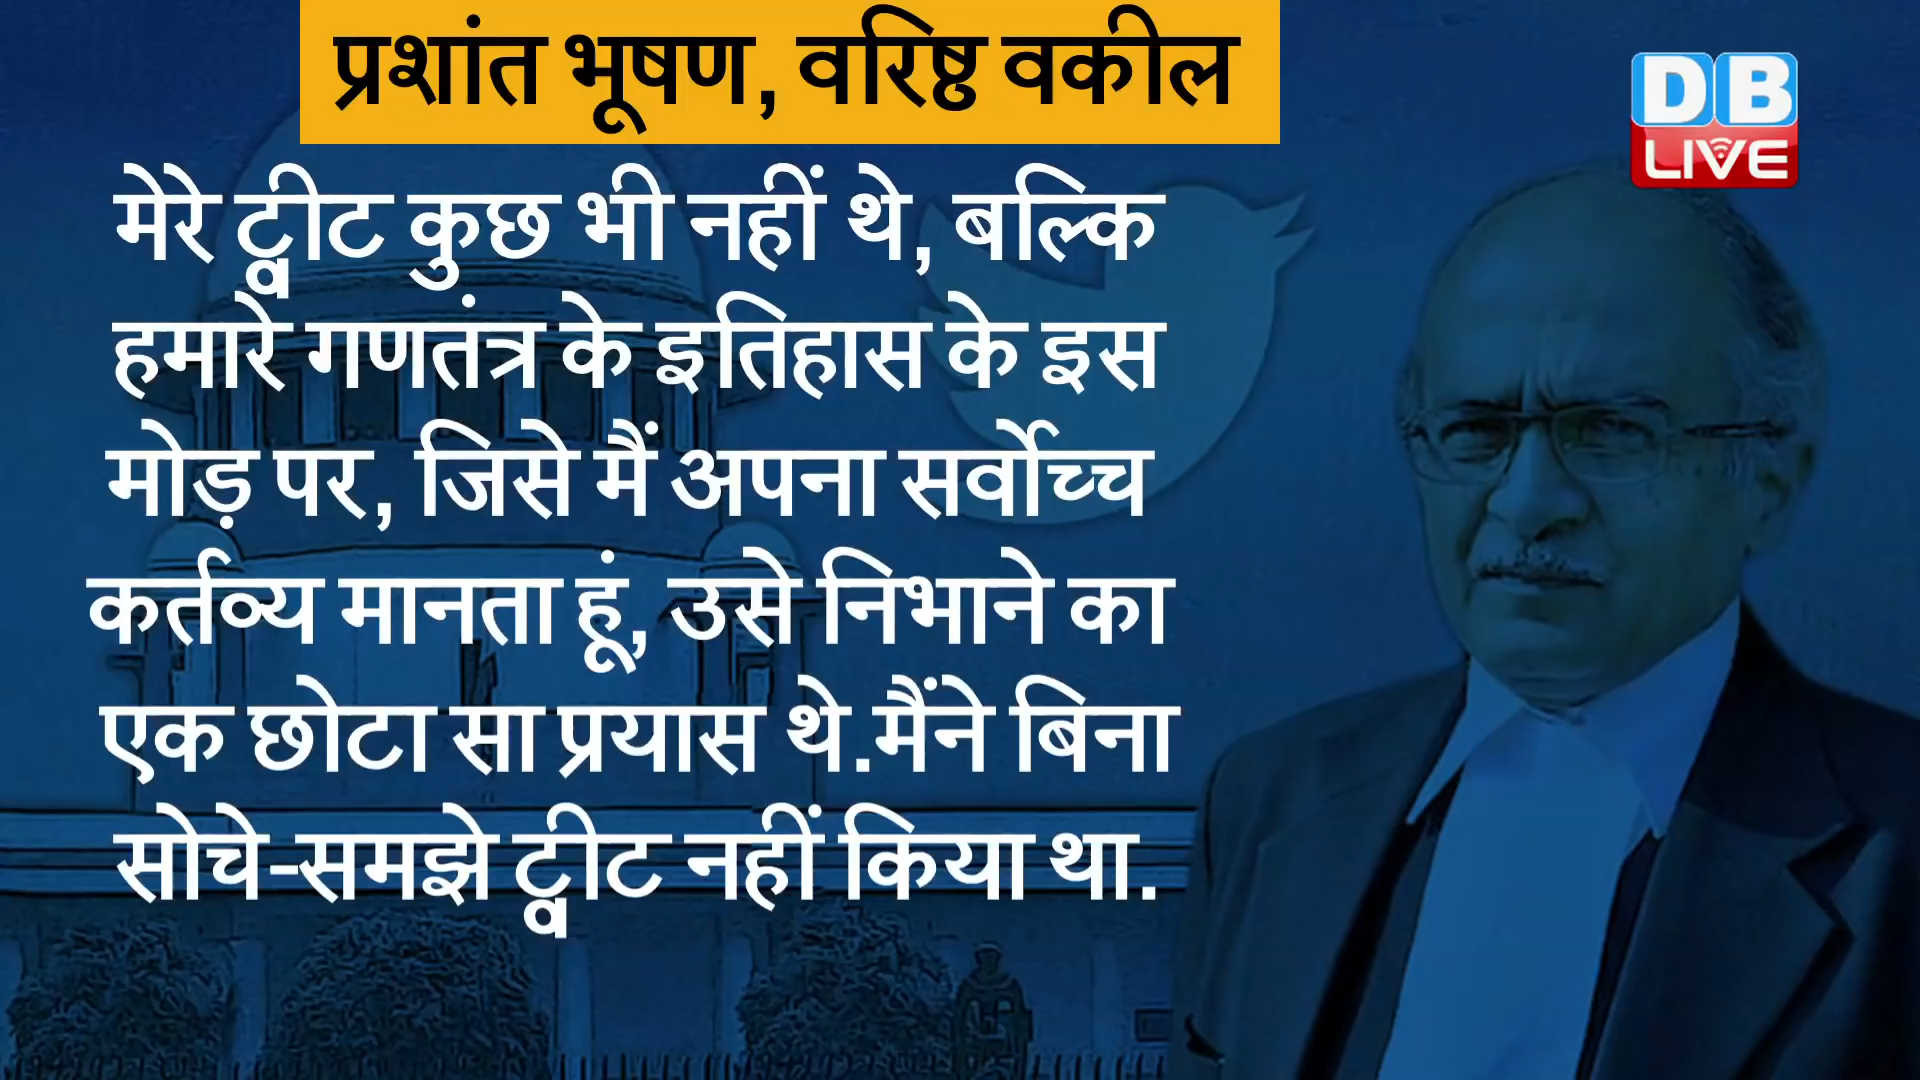 प्रशांत भूषण, वरिष्ठ वकील
DB
LIVE
मेरे ट्वीट कुछ भी नहीं थे, बल्कि
हमारे गणतंत्र के इतिहास के इस
मोड़ पर, जिसे मैं अपना सर्वोच्च
कर्तव्य मानता हूं, उसे निभाने का
एक छोटा सा प्रयास थे.मैंने बिना
सोचे-समझे ट्वीट नहीं किया था.